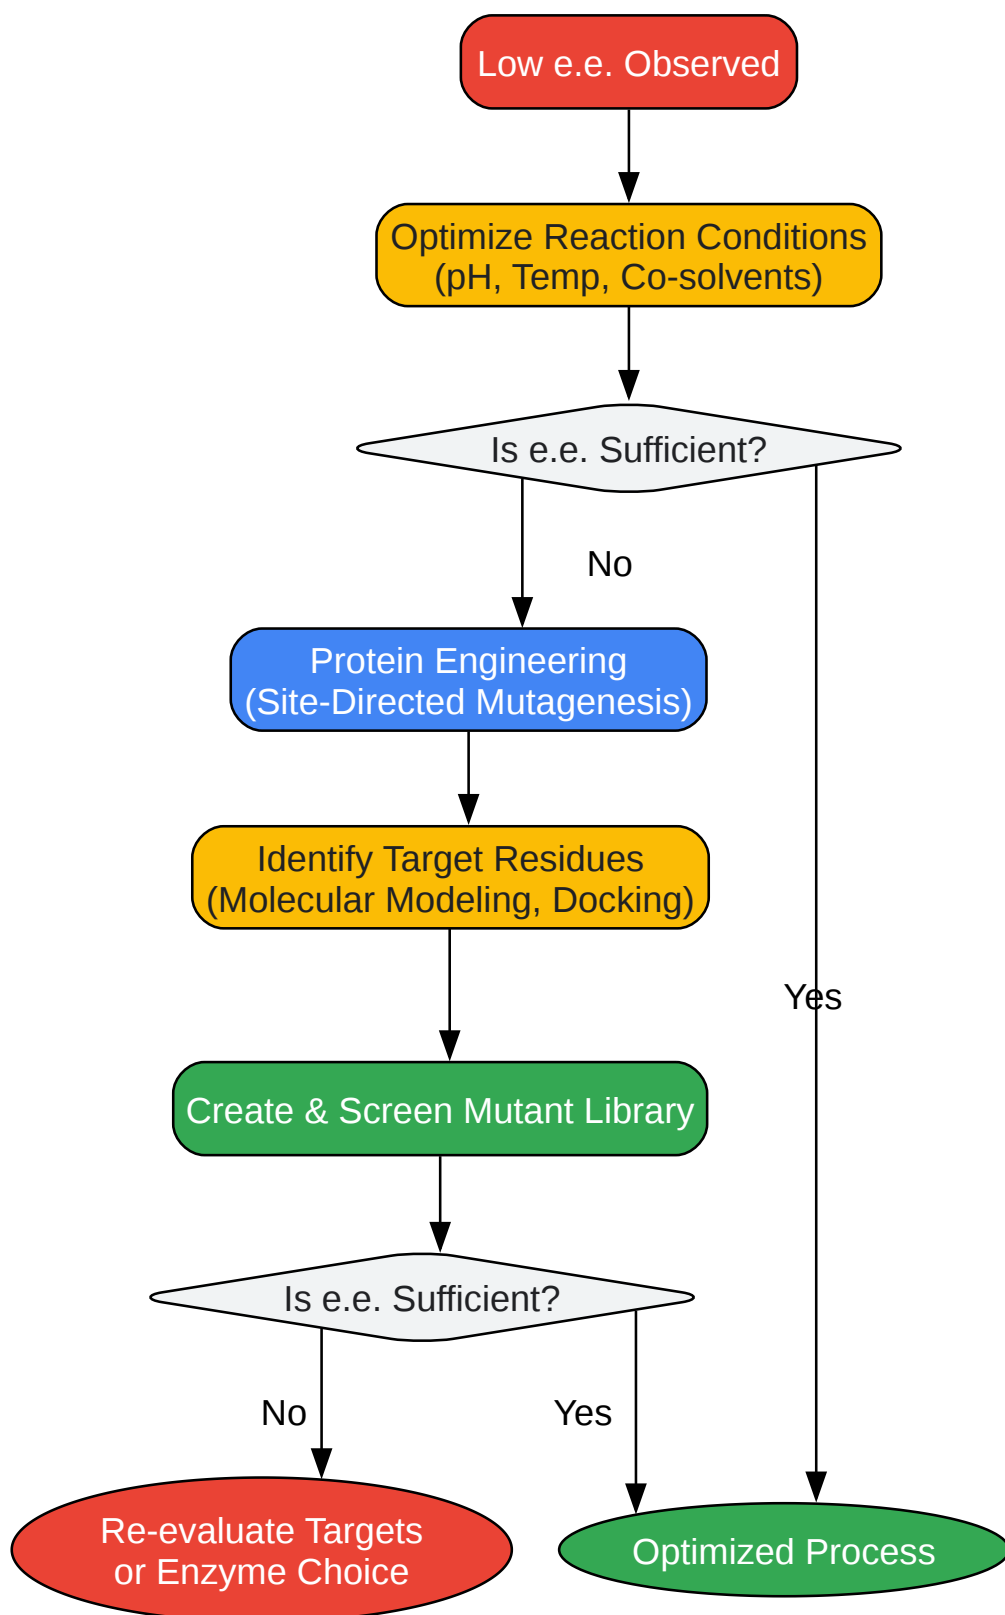 Low e.e. Observed
Optimize Reaction Conditions
(pH, Temp, Co-solvents)
Is e.e. Sufficient?
No
Protein Engineering
(Site-Directed Mutagenesis)
Identify Target Residues
(Molecular Modeling, Docking)
Yes
Create & Screen Mutant Library
Is e.e. Sufficient?
No
Yes
Re-evaluate Targets
or Enzyme Choice
Optimized Process